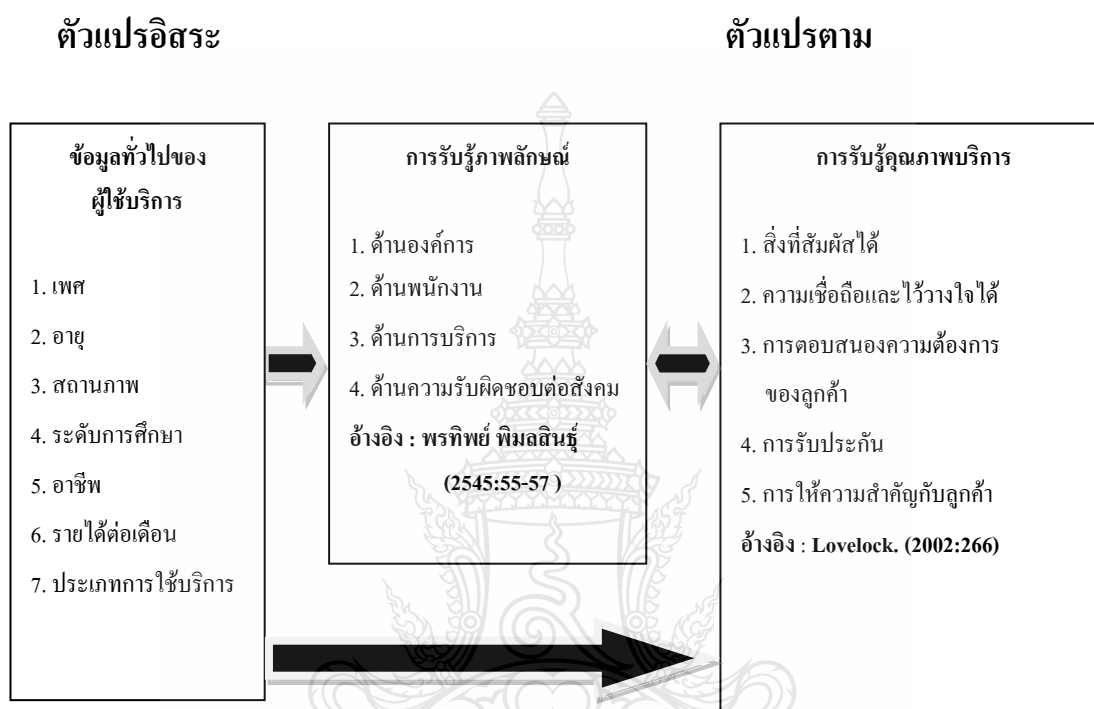 ตัวแปรอิสระ
ตัวแปรตาม
ข้อมูลทั่วไปของ
ผู้ใช้บริการ
1. เพศ
2. อายุ
3. สถานภาพ
4. ระดับการศึกษา
5. อาชีพ
6. รายได้ต่อเดือน
7. ประเภทการใช้บริการ
การรับรู้ภาพลักษณ์
1. ด้านองค์การ
2. ด้านพนักงาน
3. ด้านการบริการ
4. ด้านความรับผิดชอบต่อสังคม
อ้างอิง : พรทิพย์ พิมลสินธุ์
(2545:55-57 )
การรับรู้คุณภาพบริการ
1. สิ่งที่สัมผัสได้
2. ความเชื่อถือและไว้วางใจได้
3. การตอบสนองความต้องการ
ของลูกค้า
4. การรับประกัน
5. การให้ความสำคัญกับลูกค้า
อ้างอิง : Lovelock. (2002:266)